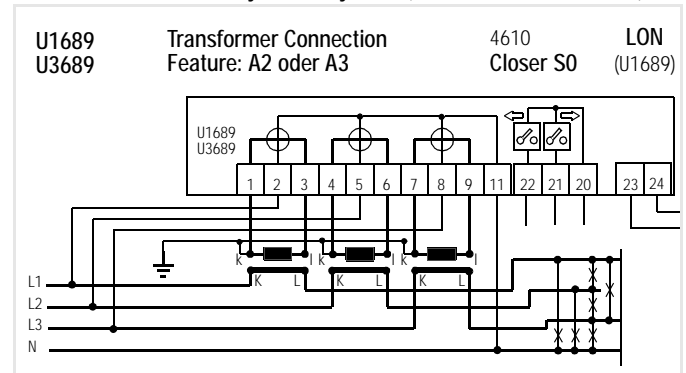 U1689 Transformer Connection 4610 LON
U3689 Feature: A2 oder A3 Closer S0 (U1689)
U1689
U3689
1 2 3 4 5 6 7 8 9 11 22 21 20 23 24
k l k l k l
K L K L K L
L1
L2
L3
N